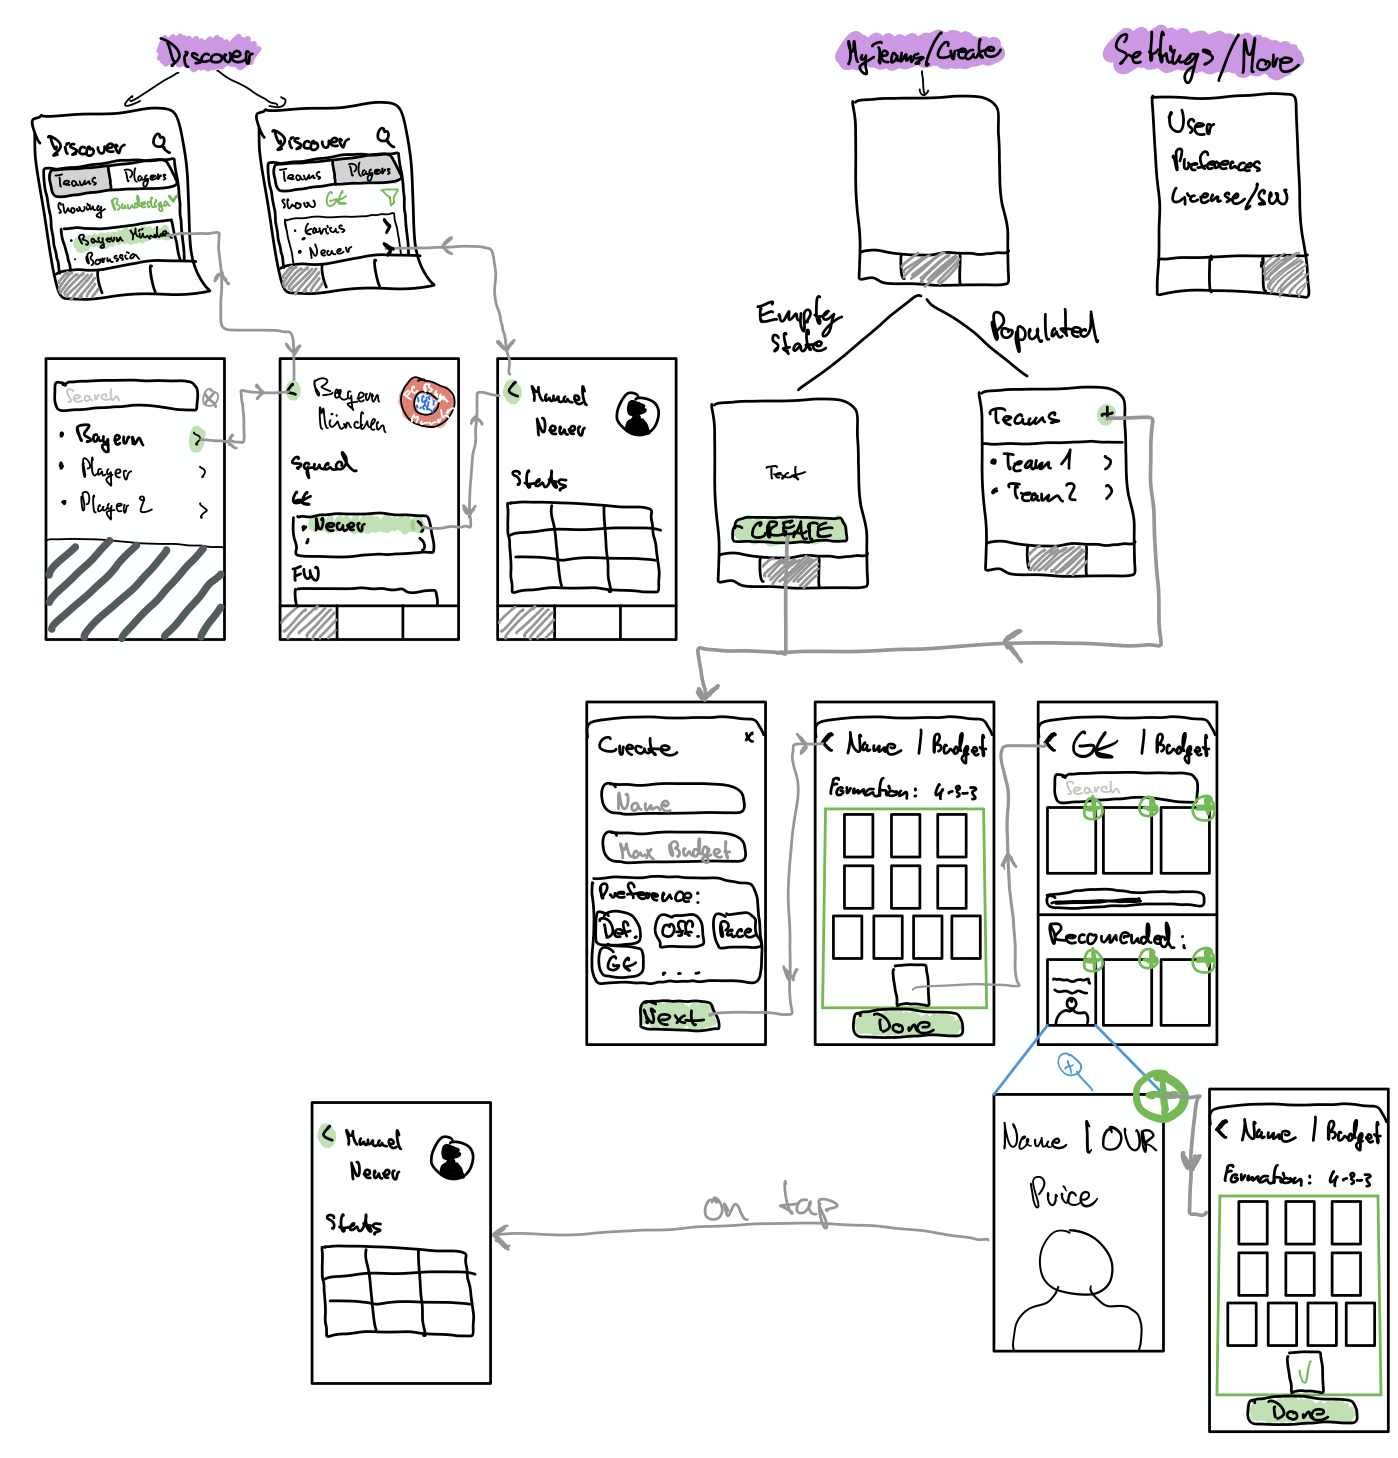 Discover
My Teams/Create
Settings/More
Discover
Teams
Players
Showing Bundesliga
Bayern Münche
Borussia
Discover
Teams
Players
Show GK
Karius
Neuer
User
Preferences
License/SW
Empty
State
Populated
Search
Bayern
Player
Player 2
Bayern
München
Squad
GK
Neuer
FW
Manuel
Neuer
Stats
Text
CREATE
Teams +
Team 1
Team 2
Create x
Name
Max Budget
Preference:
Def. Off. Pace
GK ...
Next
Name | Budget
Formation: 4-3-3
Done
GK | Budget
Search
Recomended:
Name | OVR
Price
on tap
Manuel
Neuer
Stats
Name | Budget
Formation: 4-3-3
Done